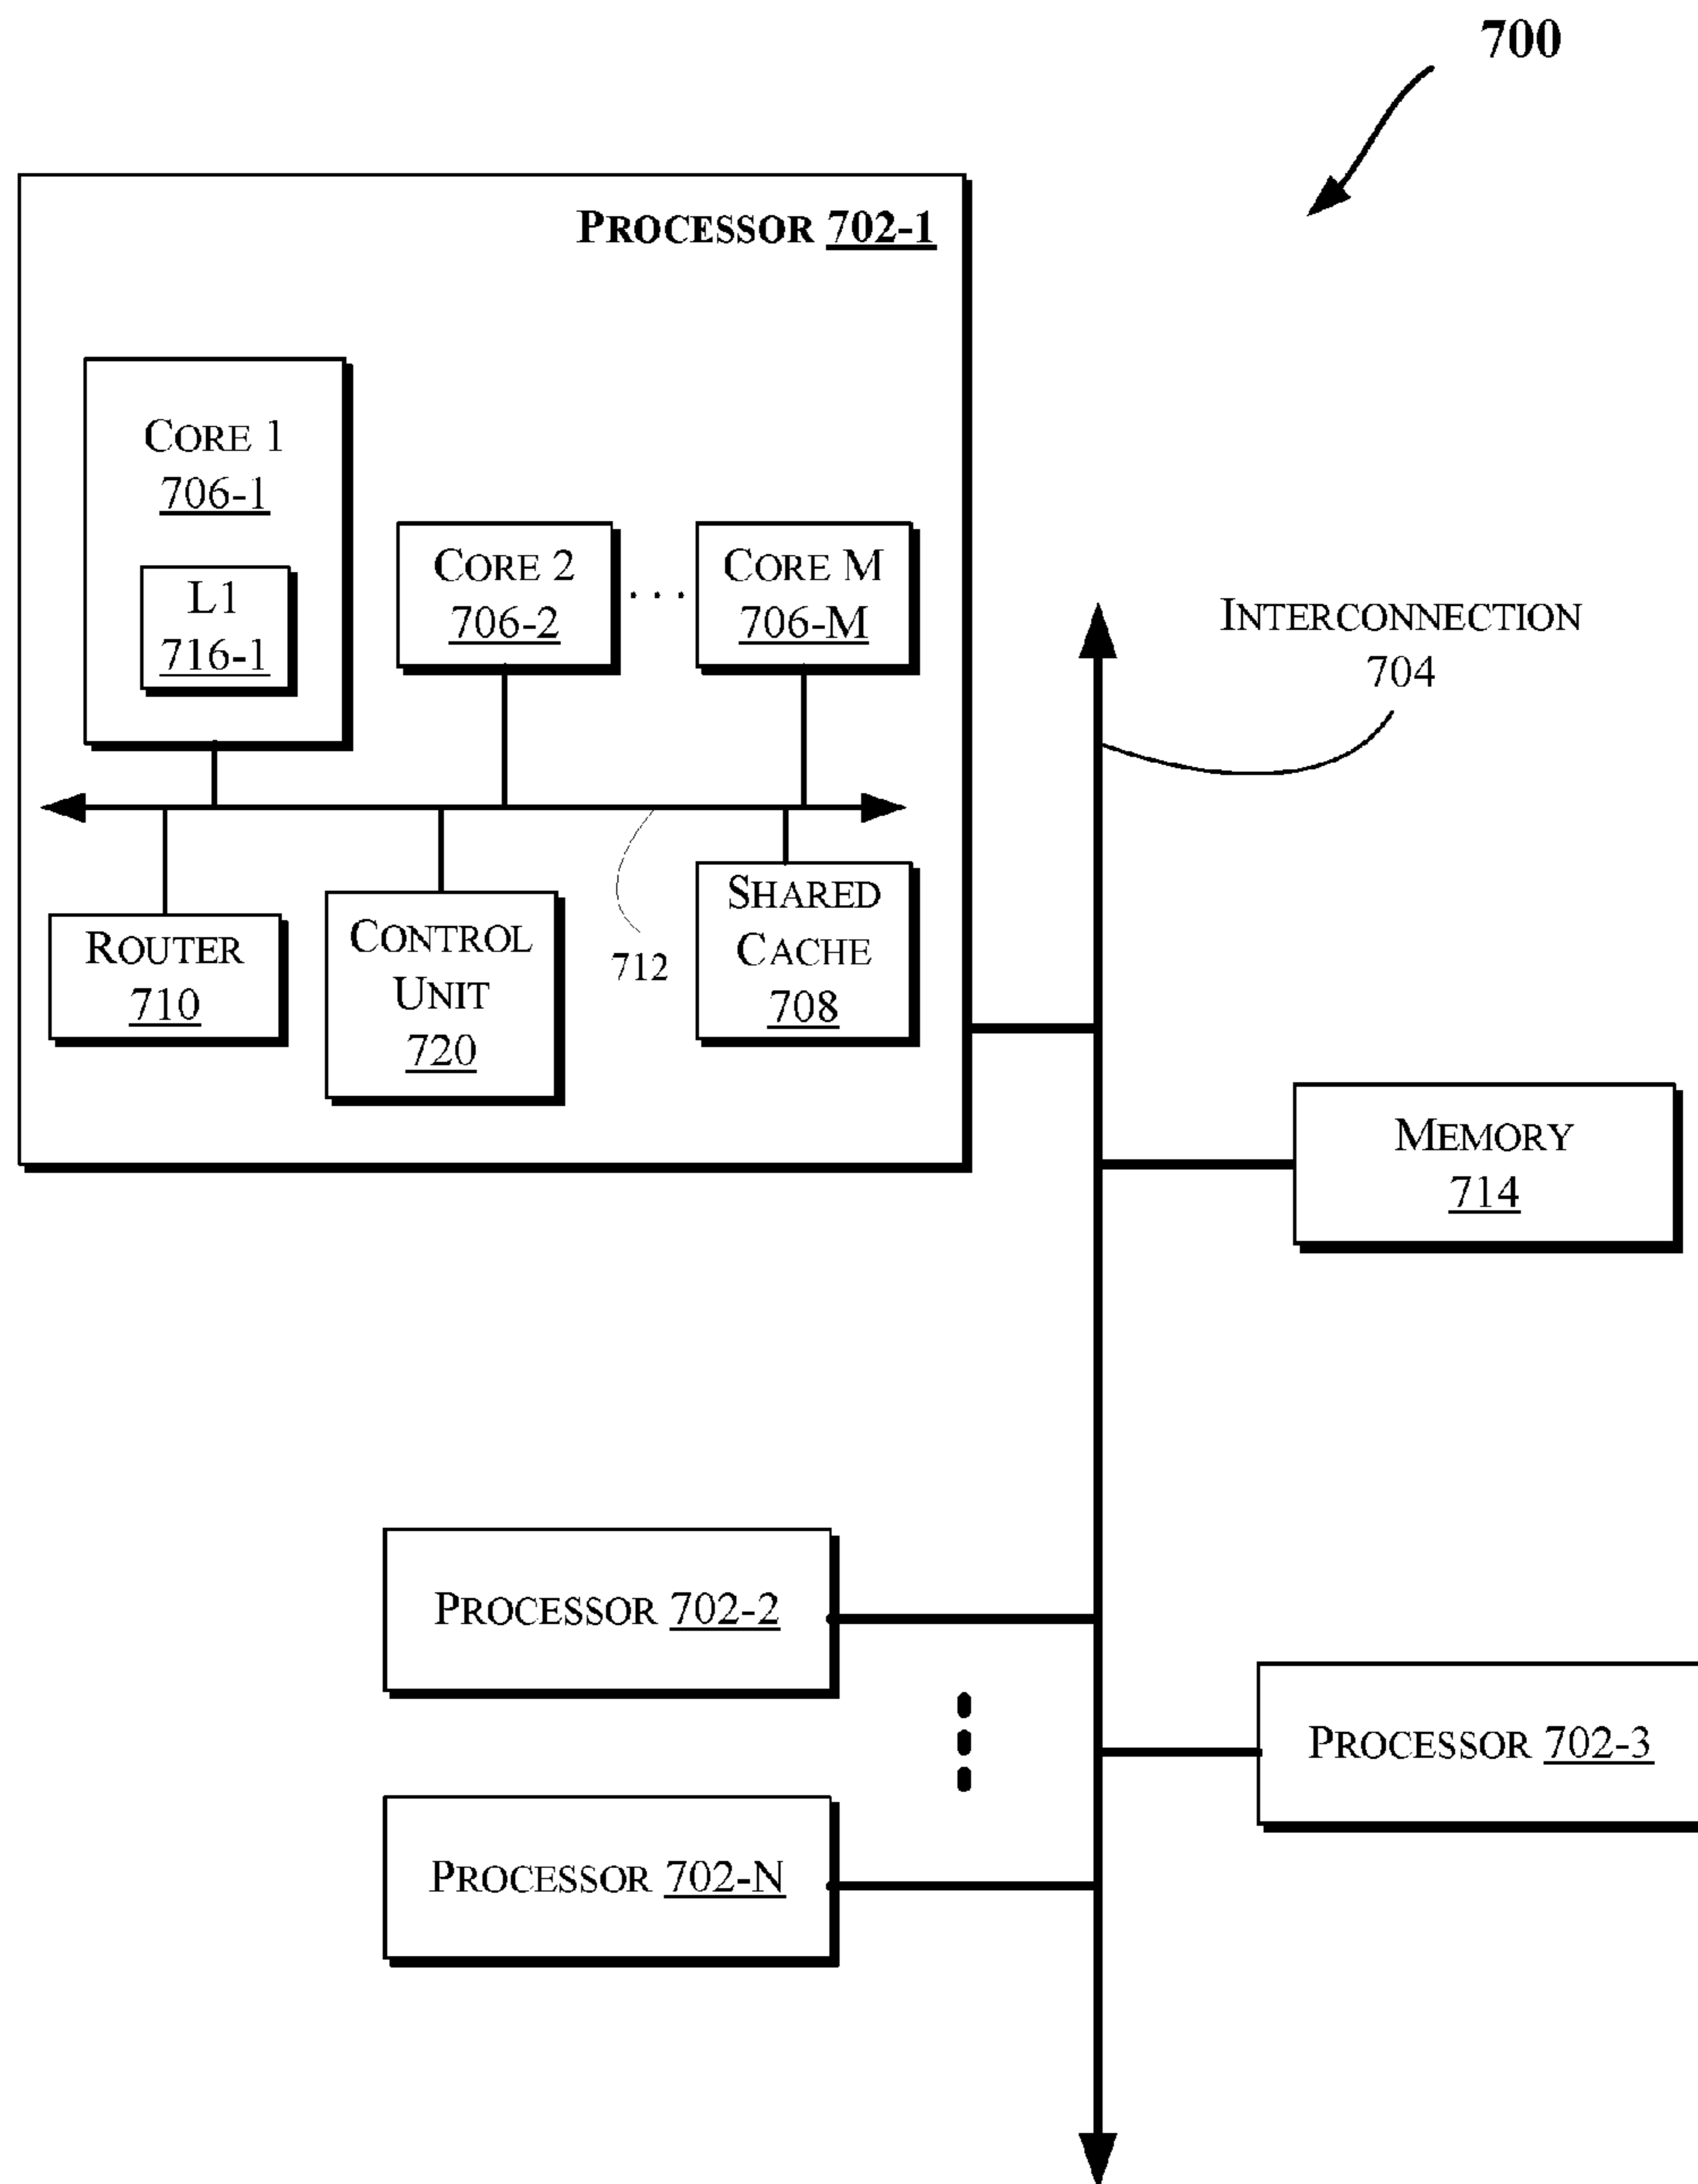 700
PROCESSOR 702-1
CORE 1
706-1
L1
716-1
CORE 2
706-2
. . .
CORE M
706-M
INTERCONNECTION
704
ROUTER
710
CONTROL
UNIT
720
712
SHARED
CACHE
708
MEMORY
714
PROCESSOR 702-2
PROCESSOR 702-3
PROCESSOR 702-N